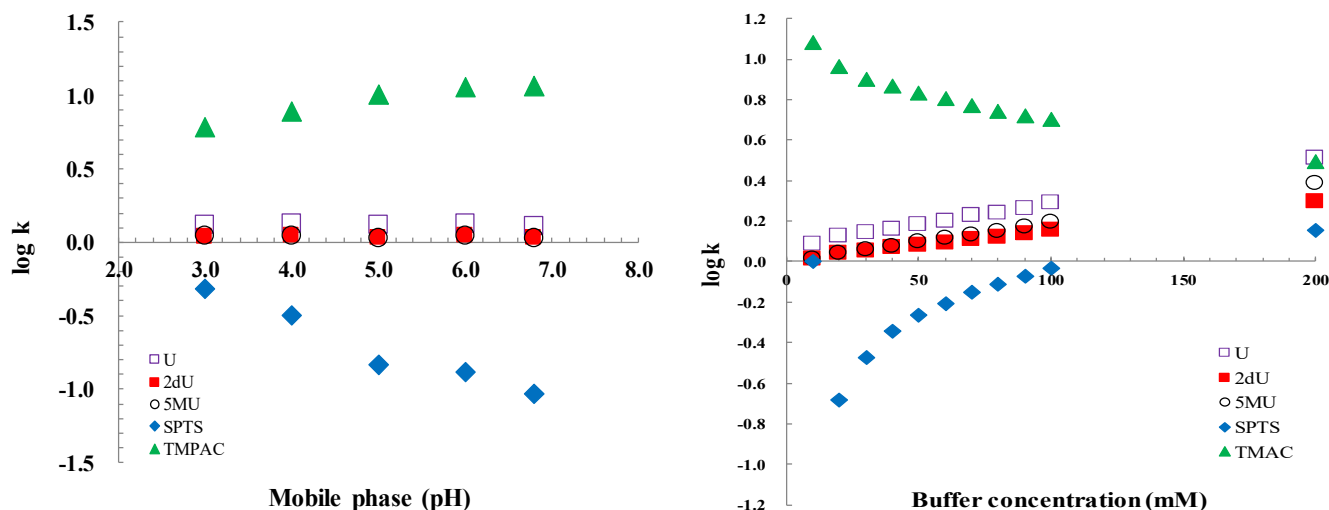 1.5
1.0
0.5
0.0
-0.5
-1.0
-1.5
2.0 3.0 4.0 5.0 6.0 7.0 8.0
log k
Mobile phase (pH)
U
2dU
5MU
SPTS
TMPAC
1.2
1.0
0.8
0.6
0.4
0.2
0.0
-0.2
-0.4
-0.6
-0.8
-1.0
-1.2
0 50 100 150 200
log k
Buffer concentration (mM)
U
2dU
5MU
SPTS
TMAC